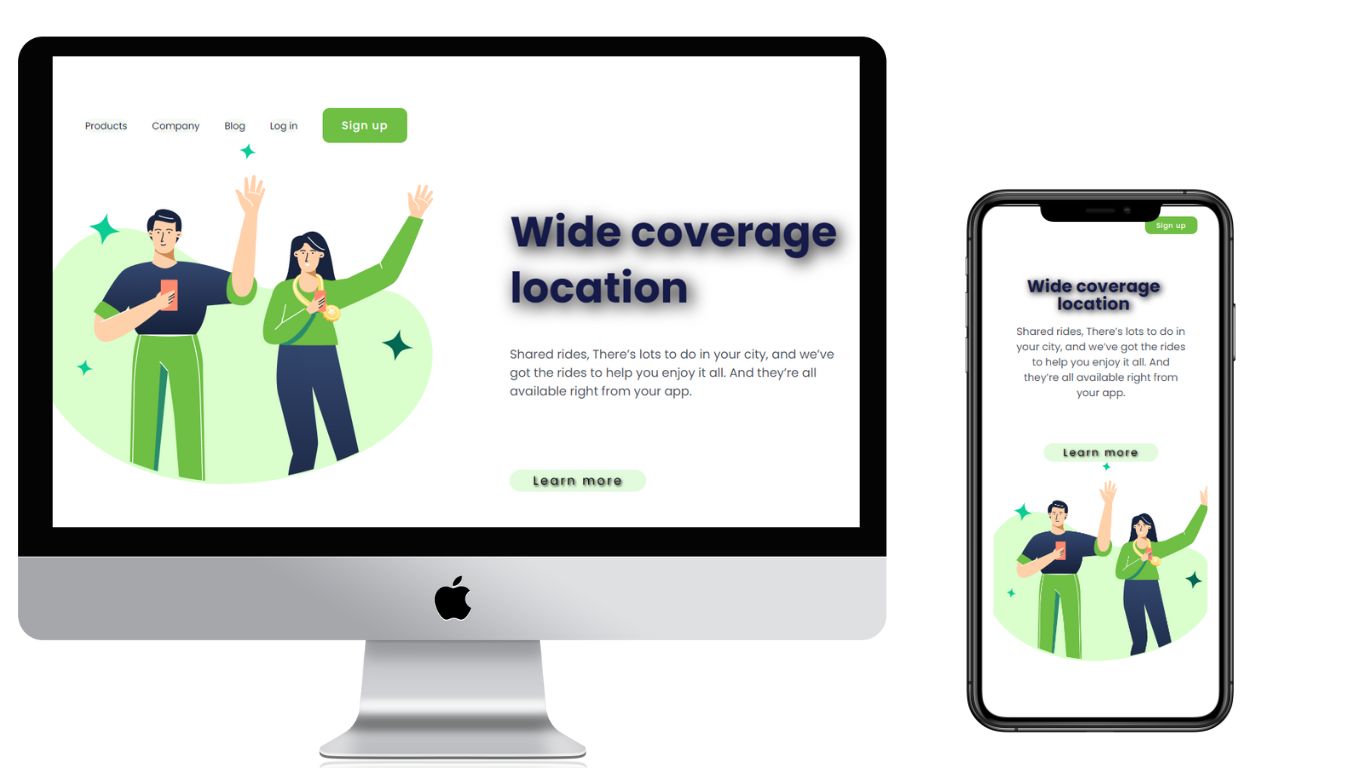 Products Company Blog Log in Sign up
Wide coverage
location
Shared rides, There's lots to do in your city, and we've
got the rides to help you enjoy it all. And they're all
available right from your app.
Learn more
Sign up
Wide coverage
location
Shared rides, There's lots to do in
your city, and we've got the rides
to help you enjoy it all. And
they're all available right from
your app.
Learn more